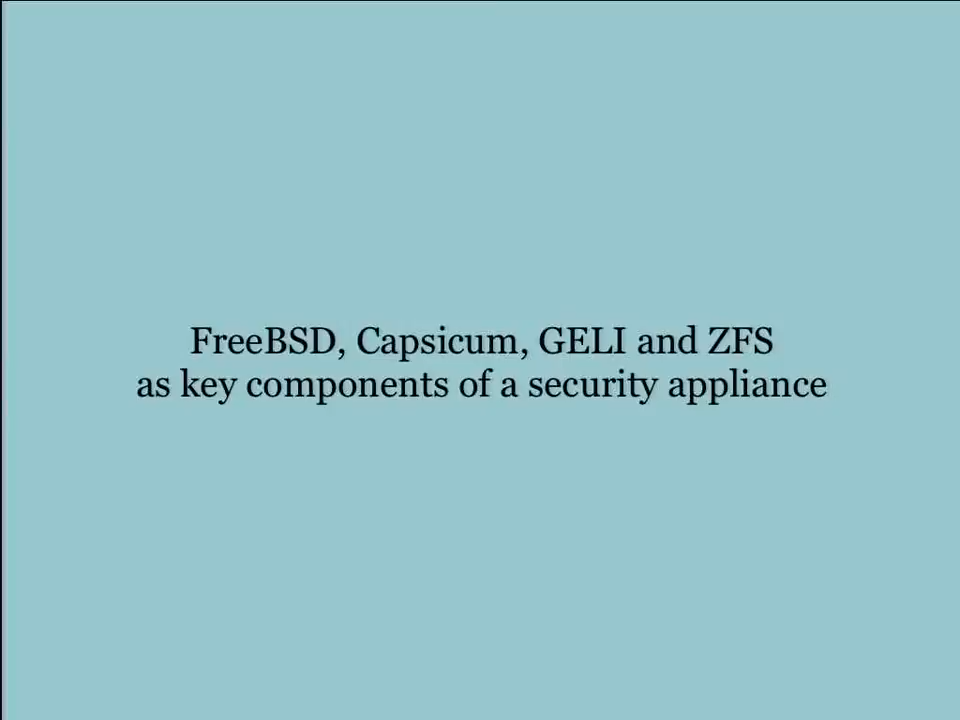 FreeBSD, Capsicum, GELI and ZFS
as key components of a security appliance